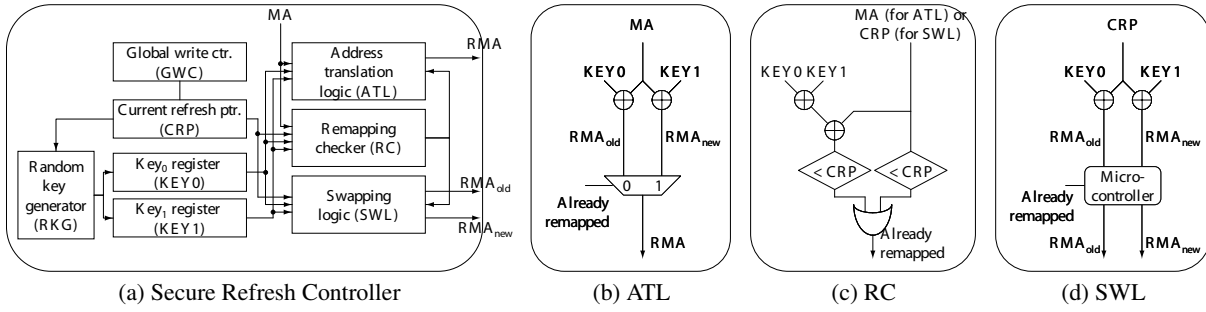 MA
Global write ctr.
(GWC)
Current refresh ptr.
(CRP)
Random
key
generator
(RKG)
Key0 register
(KEY0)
Key1 register
(KEY1)
Address
translation
logic (ATL)
Remapping
checker (RC)
Swapping
logic (SWL)
RMA
RMAold
RMAnew
(a) Secure Refresh Controller
MA
KEY0 KEY1
RMAold RMAnew
0 1
Already
remapped
RMA
(b) ATL
MA (for ATL) or
CRP (for SWL)
KEY0 KEY1
< CRP < CRP
Already
remapped
(c) RC
CRP
KEY0 KEY1
RMAold RMAnew
Micro-
controller
Already
remapped
RMAold RMAnew
(d) SWL